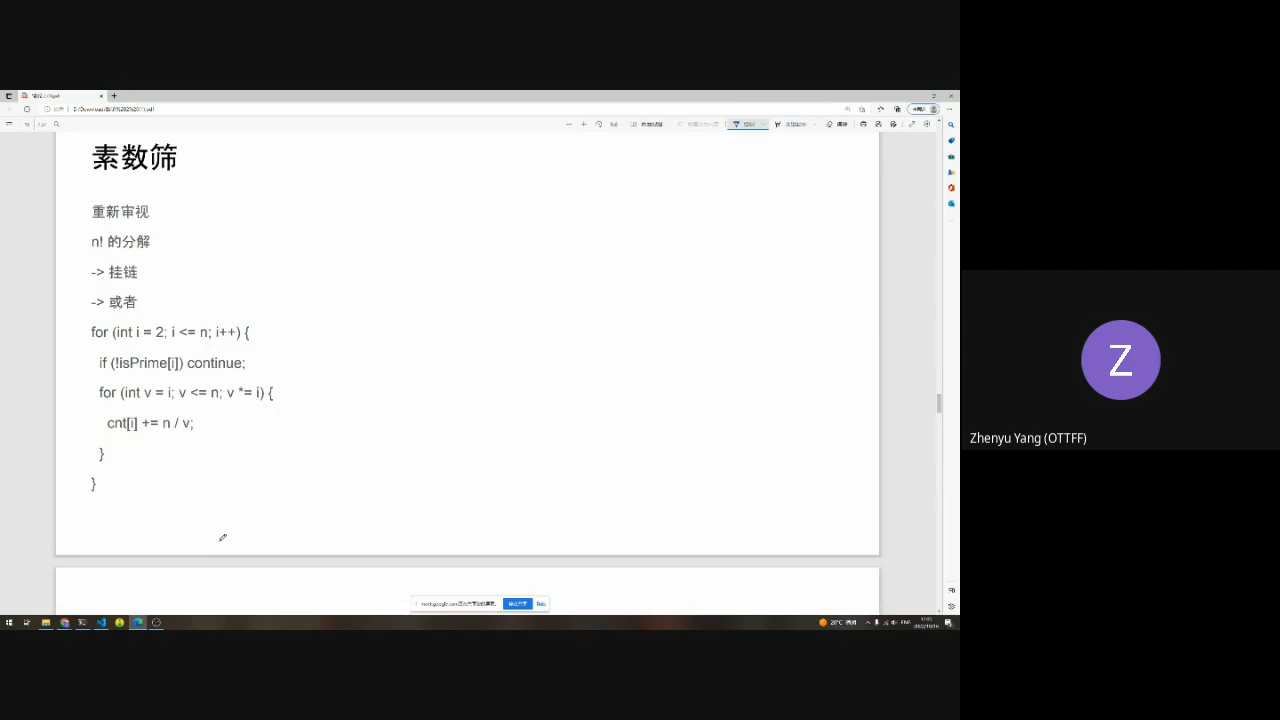 素数筛
重新审视
n! 的分解
-> 挂链
-> 或者
for (int i = 2; i <= n; i++) {
if (!isPrime[i]) continue;
for (int v = i; v <= n; v *= i) {
cnt[i] += n / v;
}
}
Z
Zhenyu Yang (OTTFF)
ENG